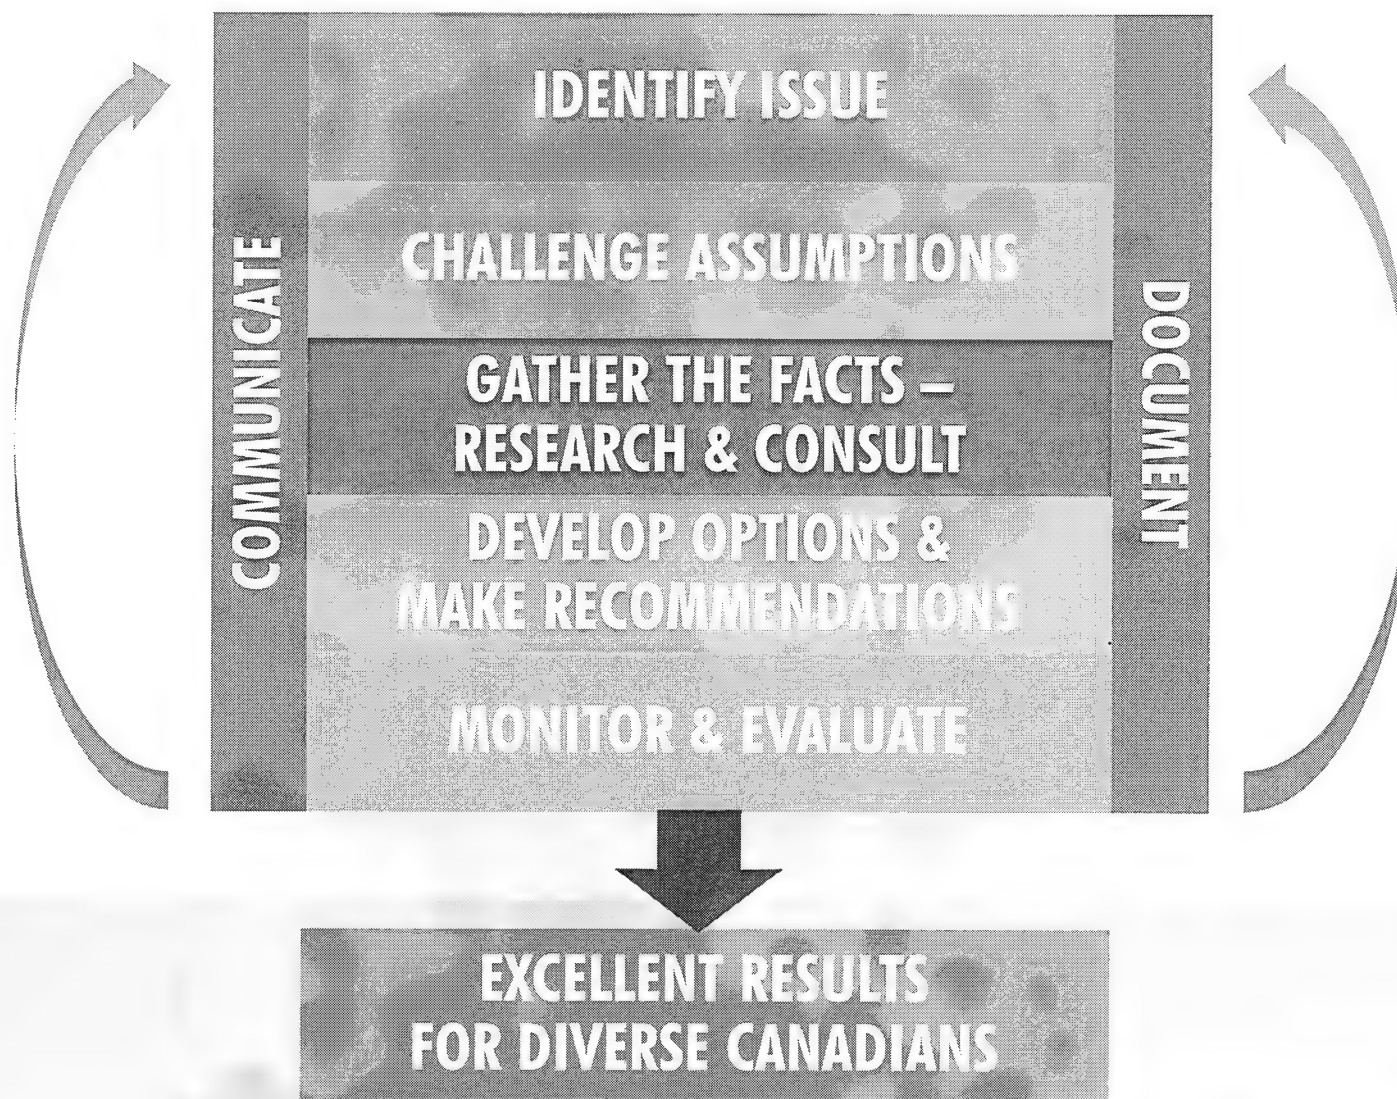 IDENTIFY ISSUE
CHALLENGE ASSUMPTIONS
GATHER THE FACTS –
RESEARCH & CONSULT
DEVELOP OPTIONS &
MAKE RECOMMENDATIONS
MONITOR & EVALUATE
COMMUNICATE
DOCUMENT
EXCELLENT RESULTS
FOR DIVERSE CANADIANS